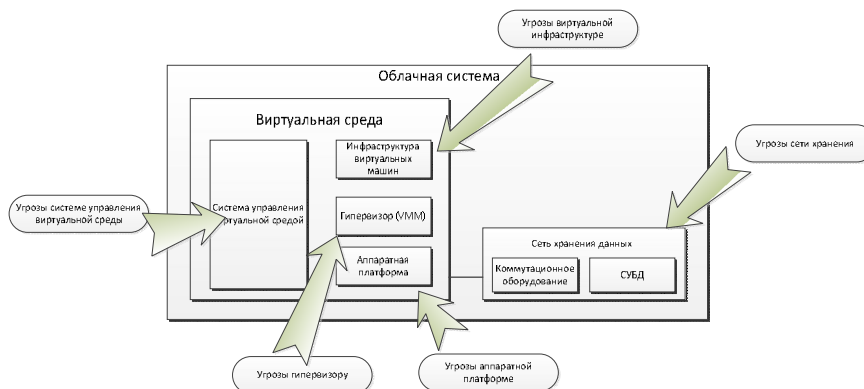 Угрозы виртуальной
инфраструктуре
Облачная система
Виртуальная среда
Инфраструктура
виртуальных
машин
Угрозы сети хранения
Система управления
виртуальной средой
Угрозы системе управления
виртуальной среды
Гипервизор (VMM)
Сеть хранения данных
Аппаратная
платформа
Коммутационное
оборудование
СУБД
Угрозы гипервизору
Угрозы аппаратной
платформе